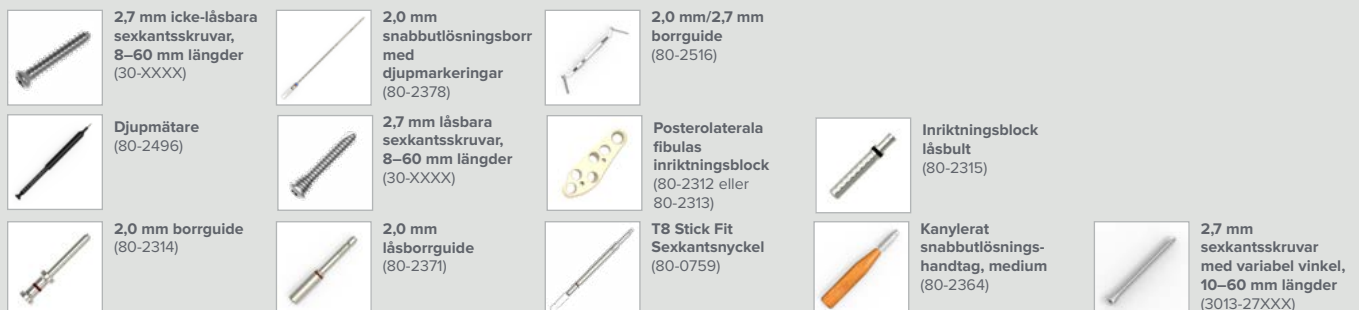 2,7 mm icke-låsbara
sexkantsskruvar,
8–60 mm längder
(30-XXXX)
2,0 mm
snabbutlösningsborr
med
djupmarkeringar
(80-2378)
2,0 mm/2,7 mm
borrguide
(80-2516)
Djupmätare
(80-2496)
2,7 mm låsbara
sexkantsskruvar,
8–60 mm längder
(30-XXXX)
Posterolaterala
fibulas
inriktningsblock
(80-2312 eller
80-2313)
Inriktningsblock
låsbult
(80-2315)
2,0 mm borrguide
(80-2314)
2,0 mm
låsborrguide
(80-2371)
T8 Stick Fit
Sexkantsnyckel
(80-0759)
Kanylerat
snabbutlösnings-
handtag, medium
(80-2364)
2,7 mm
sexkantsskruvar
med variabel vinkel,
10–60 mm längder
(3013-27XXX)